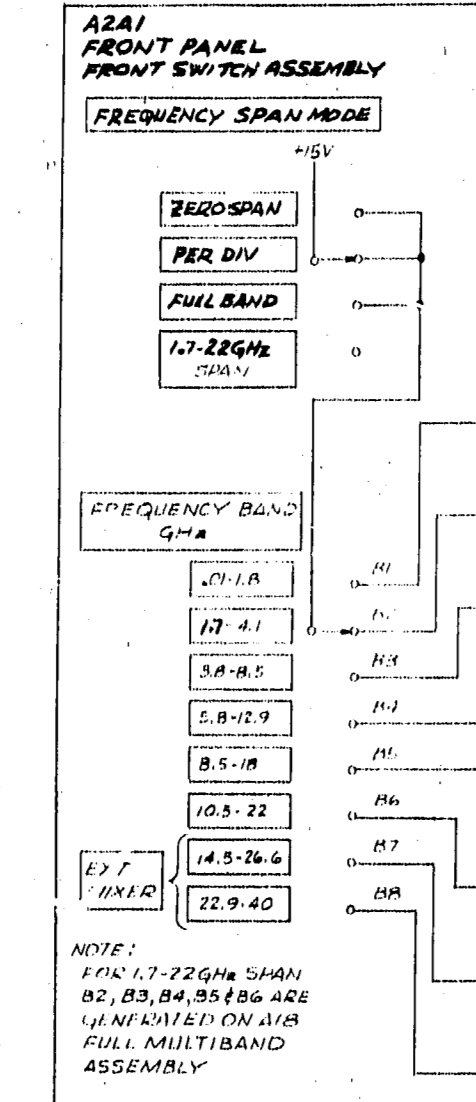 A2A1
FRONT PANEL
FRONT SWITCH ASSEMBLY
FREQUENCY SPAN MODE
+15V
ZERO SPAN
PER DIV
FULL BAND
1.7-22GHz
SPAN
FREQUENCY BAND
GHz
.01-1.8
B1
1.7-4.1
B2
3.8-8.5
B3
5.8-12.9
B4
8.5-18
B5
10.5-22
B6
14.5-26.6
B7
EXT
MIXER
22.9-40
B8
NOTE:
FOR 1.7-22GHz SPAN
B2, B3, B4, B5 & B6 ARE
GENERATED ON A18
FULL MULTIBAND
ASSEMBLY